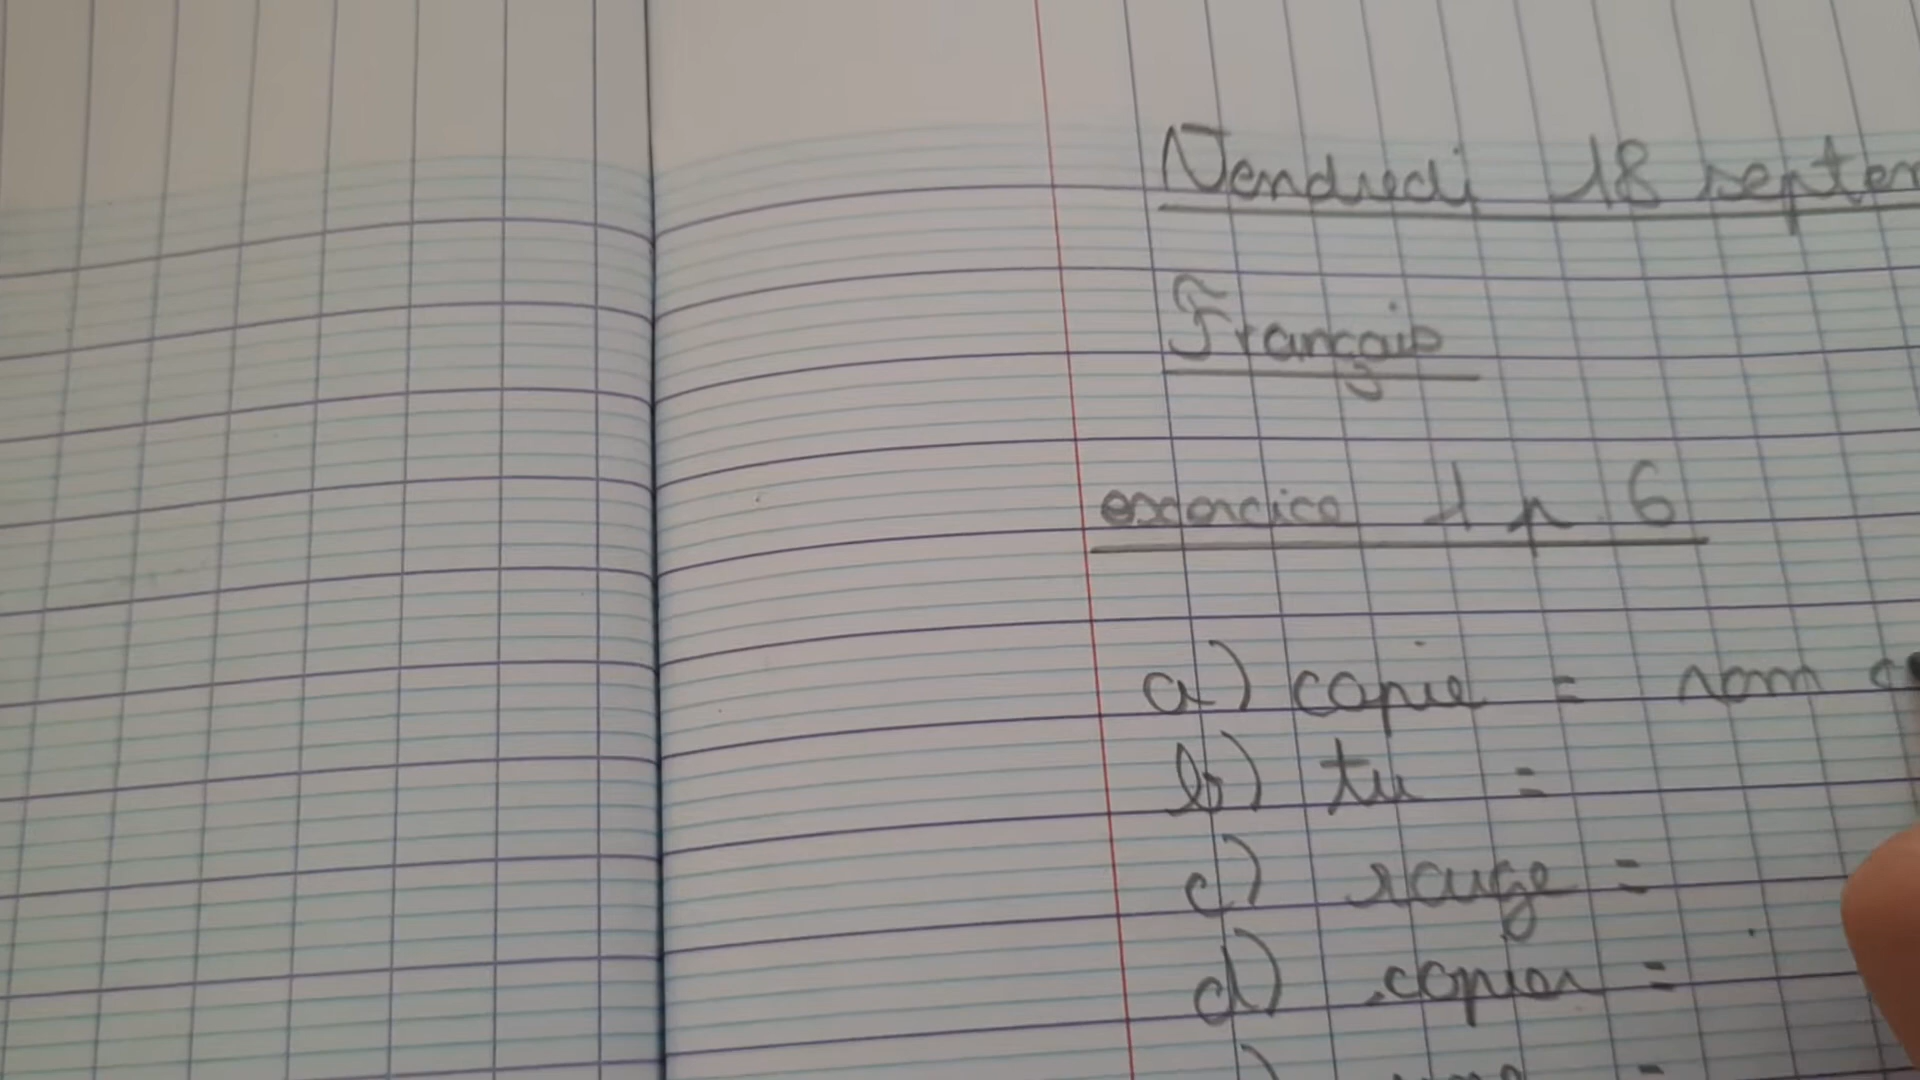 Vendredi 18 septem
Français
exercice 1 p 6
a) copie = nom c
b) tu =
c) rouge =
d) copier =
) =